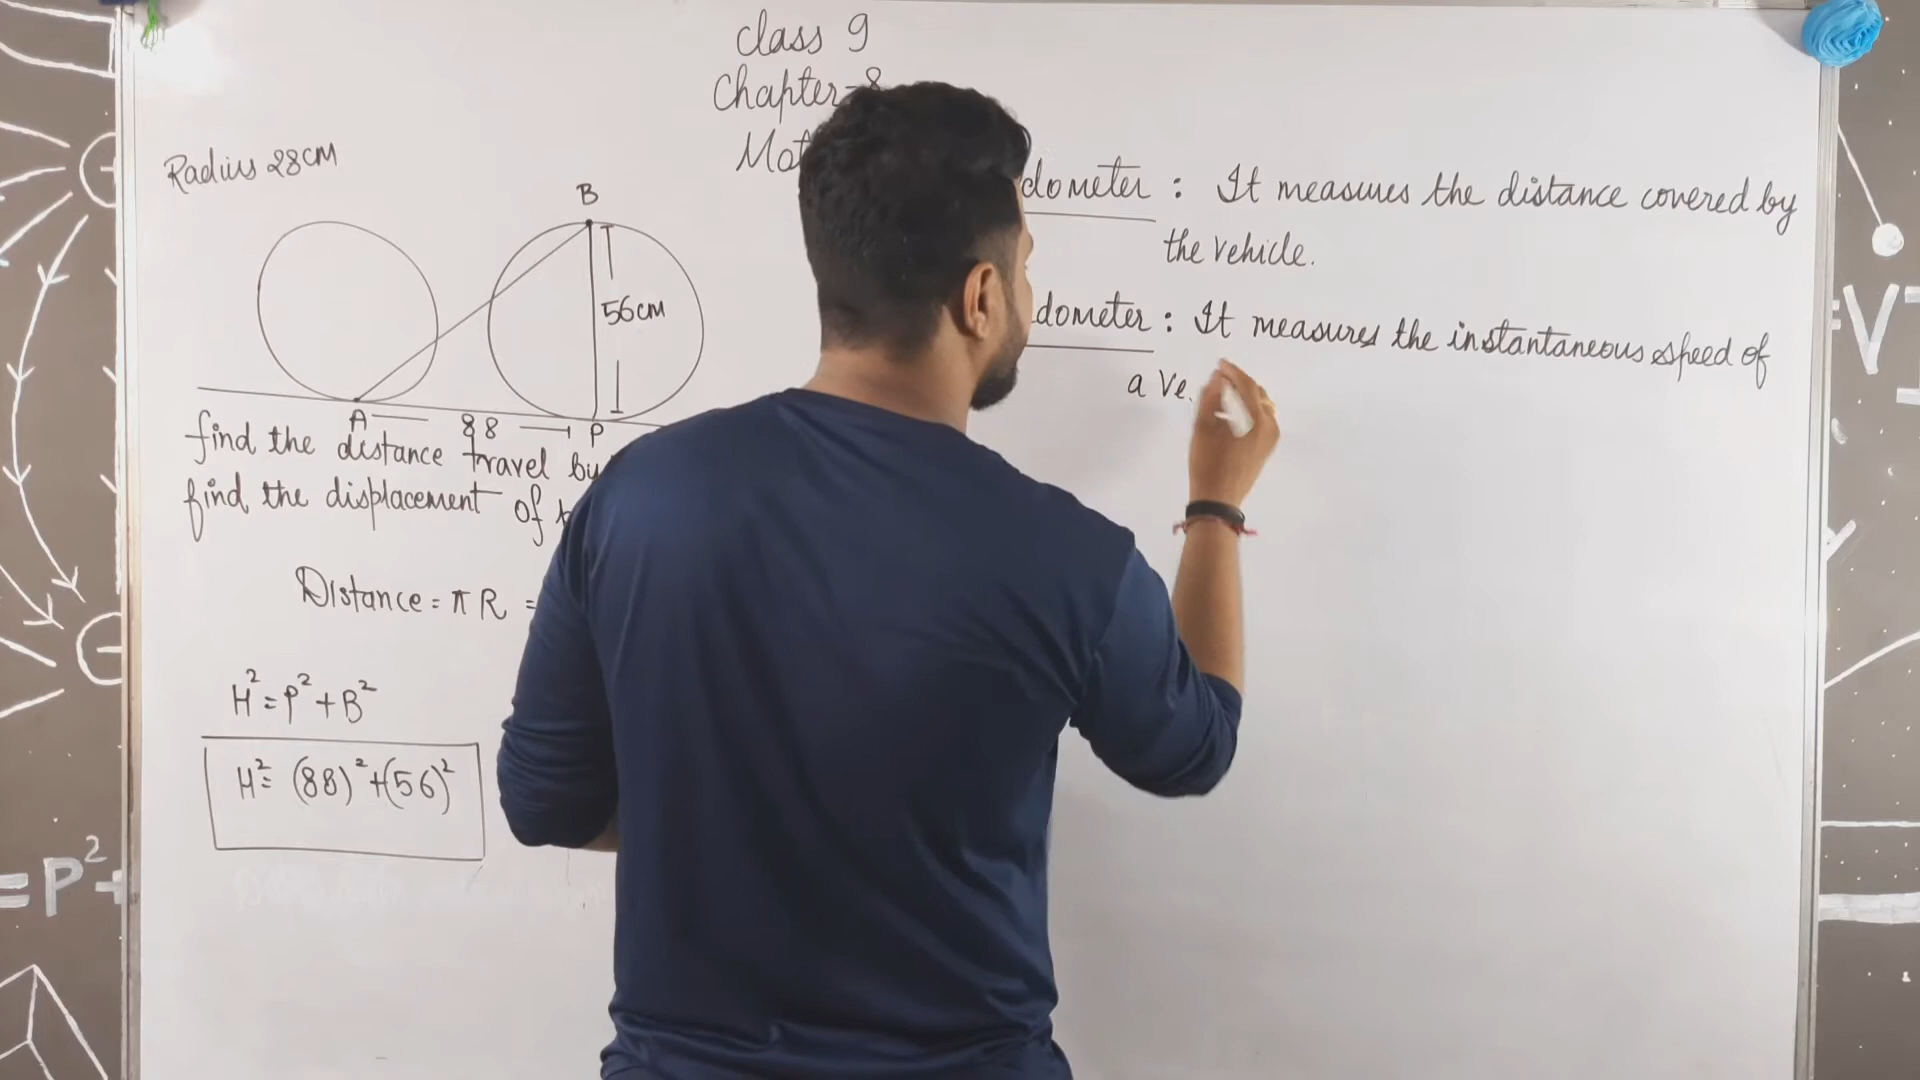 class 9
Chapter-8
Radius 28cm
B
56cm
A
88
P
find the distance travel by
find the displacement of
Distance = π R =
H² = P² + B²
H² = (88)² + (56)²
dometer : It measures the distance covered by
the vehicle.
dometer : It measures the instantaneous speed of
a ve
= P² +